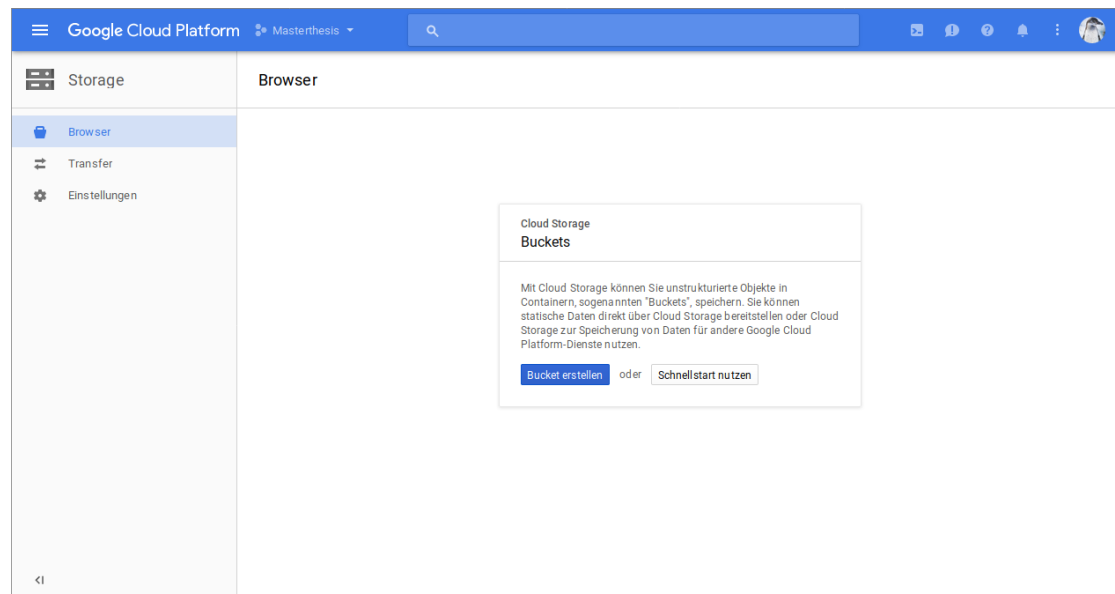 Google Cloud Platform Masterthesis
Storage
Browser
Browser
Transfer
Einstellungen
Cloud Storage
Buckets
Mit Cloud Storage können Sie unstrukturierte Objekte in
Containern, sogenannten "Buckets", speichern. Sie können
statische Daten direkt über Cloud Storage bereitstellen oder Cloud
Storage zur Speicherung von Daten für andere Google Cloud
Platform-Dienste nutzen.
Bucket erstellen oder Schnellstart nutzen